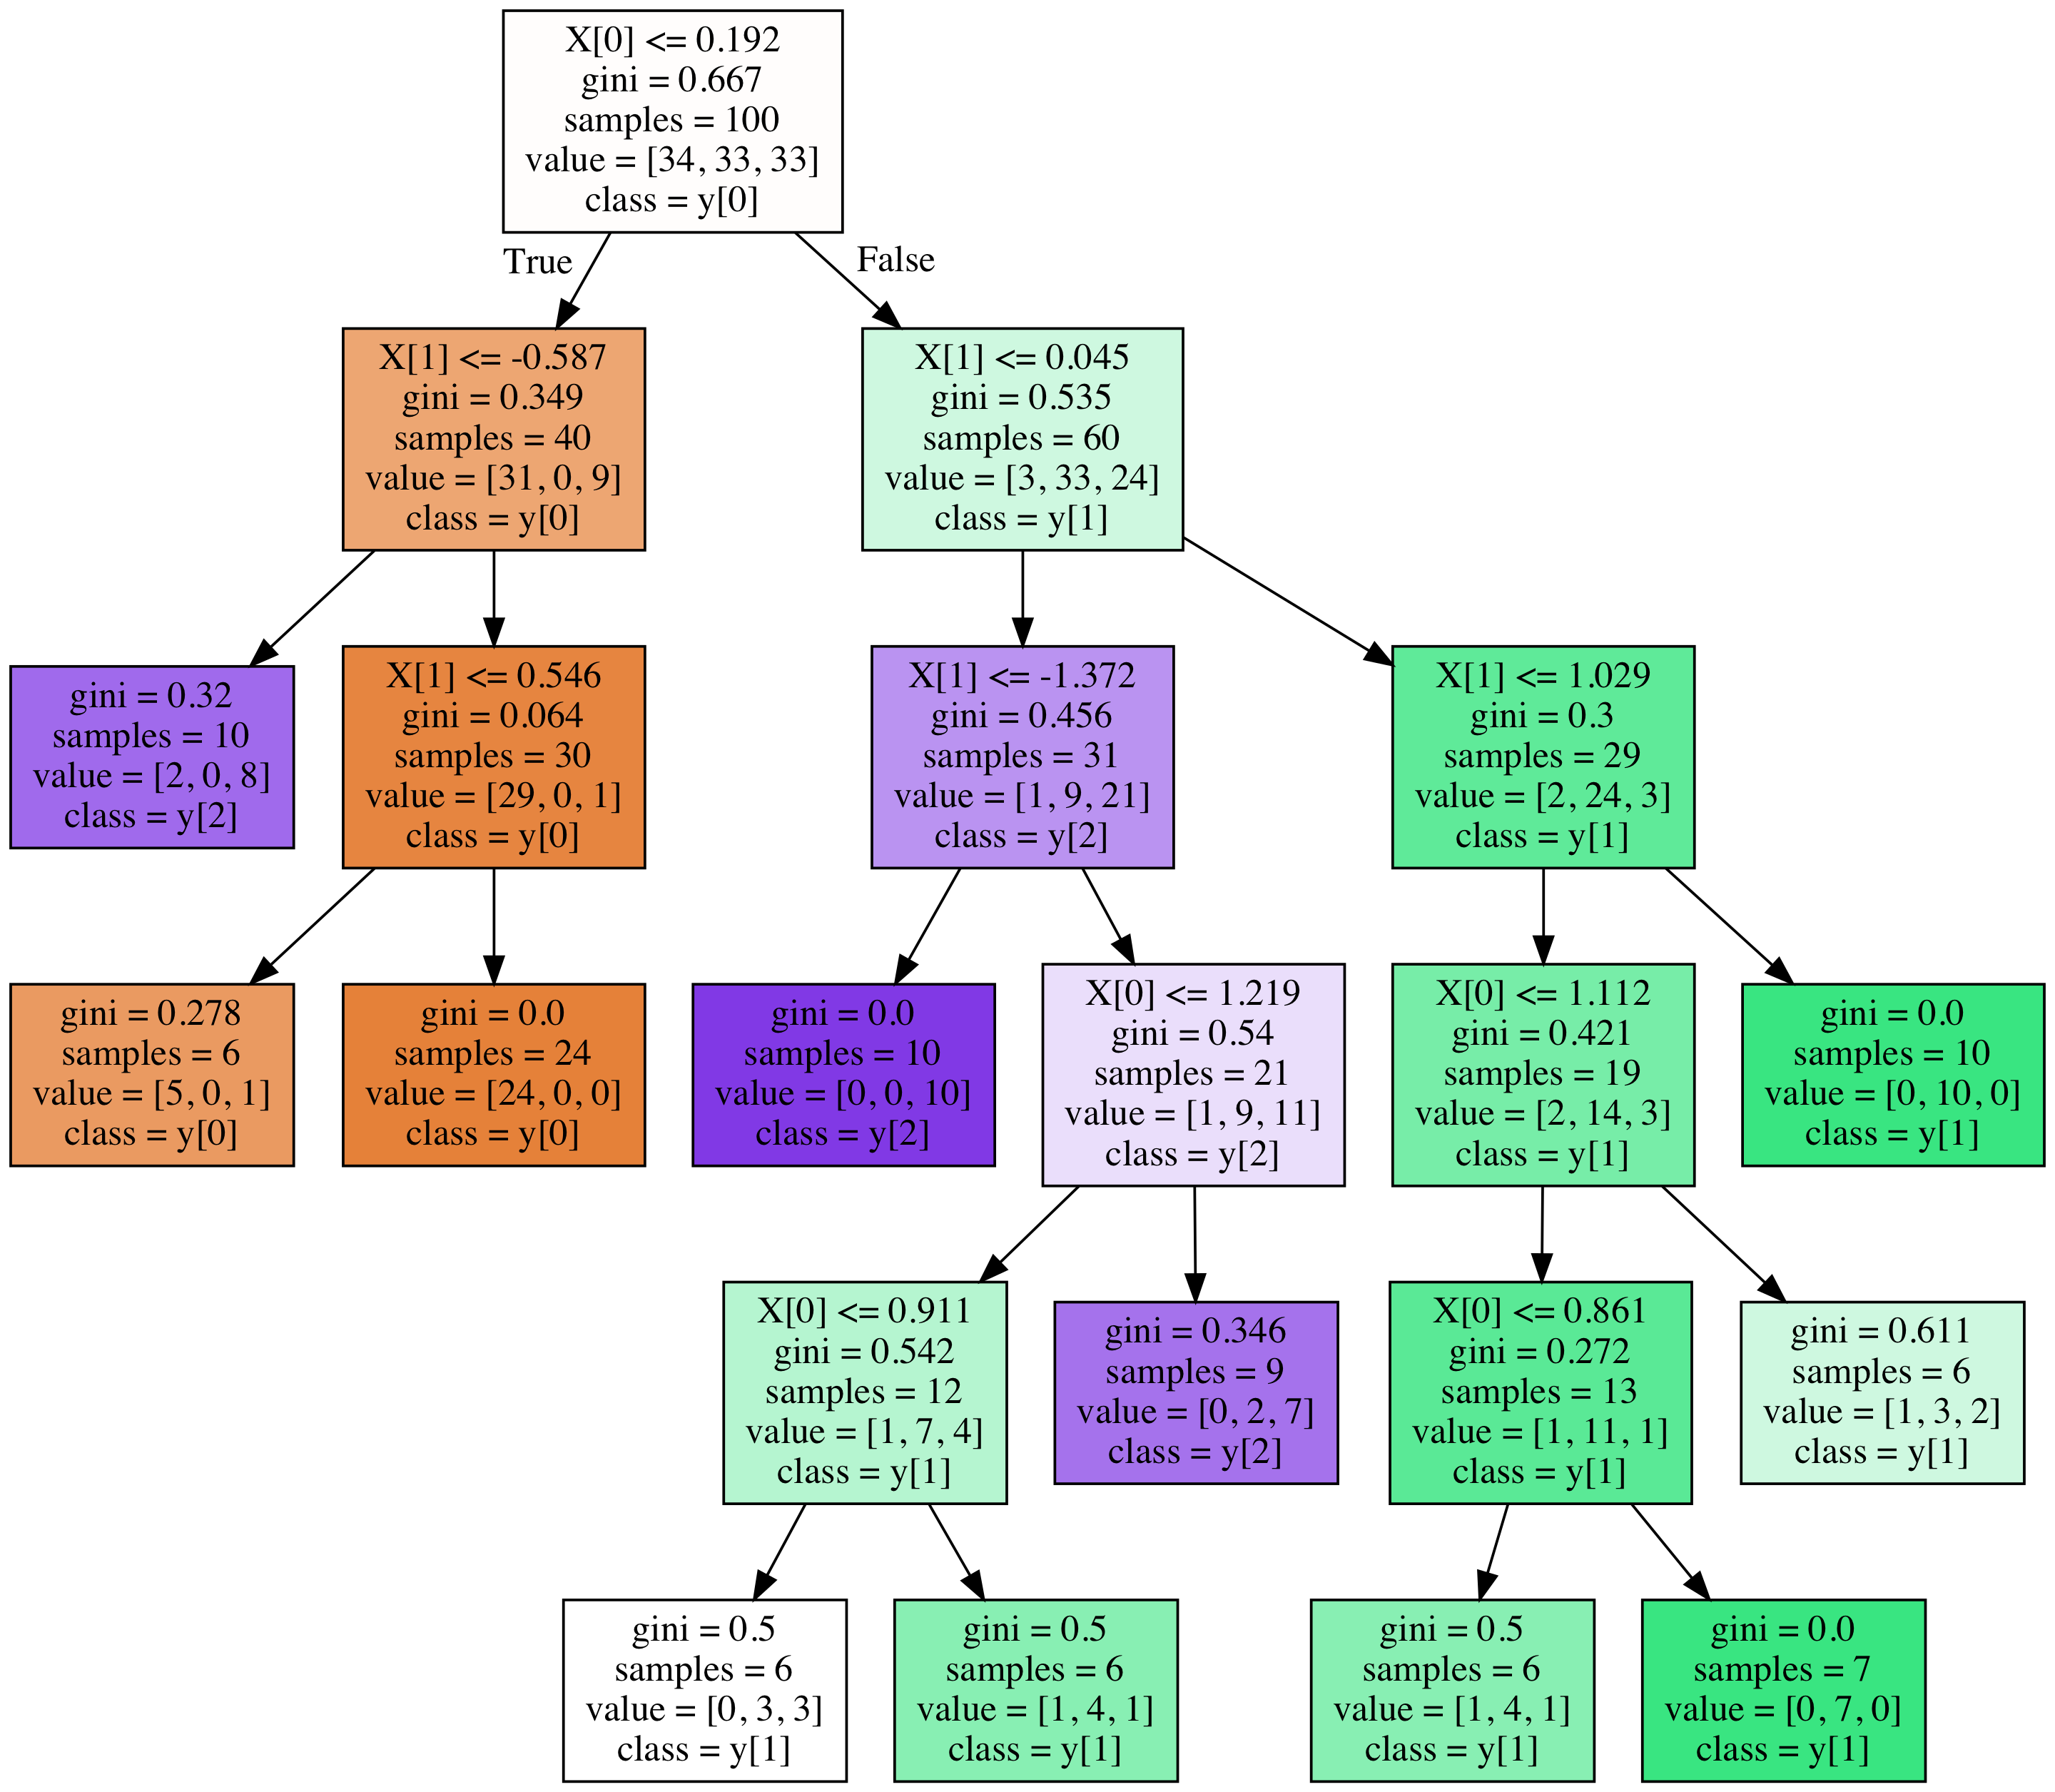 X[0] <= 0.192
gini = 0.667
samples = 100
value = [34, 33, 33]
class = y[0]
True
False
X[1] <= -0.587
gini = 0.349
samples = 40
value = [31, 0, 9]
class = y[0]
X[1] <= 0.045
gini = 0.535
samples = 60
value = [3, 33, 24]
class = y[1]
gini = 0.32
samples = 10
value = [2, 0, 8]
class = y[2]
X[1] <= 0.546
gini = 0.064
samples = 30
value = [29, 0, 1]
class = y[0]
X[1] <= -1.372
gini = 0.456
samples = 31
value = [1, 9, 21]
class = y[2]
X[1] <= 1.029
gini = 0.3
samples = 29
value = [2, 24, 3]
class = y[1]
gini = 0.278
samples = 6
value = [5, 0, 1]
class = y[0]
gini = 0.0
samples = 24
value = [24, 0, 0]
class = y[0]
gini = 0.0
samples = 10
value = [0, 0, 10]
class = y[2]
X[0] <= 1.219
gini = 0.54
samples = 21
value = [1, 9, 11]
class = y[2]
X[0] <= 1.112
gini = 0.421
samples = 19
value = [2, 14, 3]
class = y[1]
gini = 0.0
samples = 10
value = [0, 10, 0]
class = y[1]
X[0] <= 0.911
gini = 0.542
samples = 12
value = [1, 7, 4]
class = y[1]
gini = 0.346
samples = 9
value = [0, 2, 7]
class = y[2]
X[0] <= 0.861
gini = 0.272
samples = 13
value = [1, 11, 1]
class = y[1]
gini = 0.611
samples = 6
value = [1, 3, 2]
class = y[1]
gini = 0.5
samples = 6
value = [0, 3, 3]
class = y[1]
gini = 0.5
samples = 6
value = [1, 4, 1]
class = y[1]
gini = 0.5
samples = 6
value = [1, 4, 1]
class = y[1]
gini = 0.0
samples = 7
value = [0, 7, 0]
class = y[1]